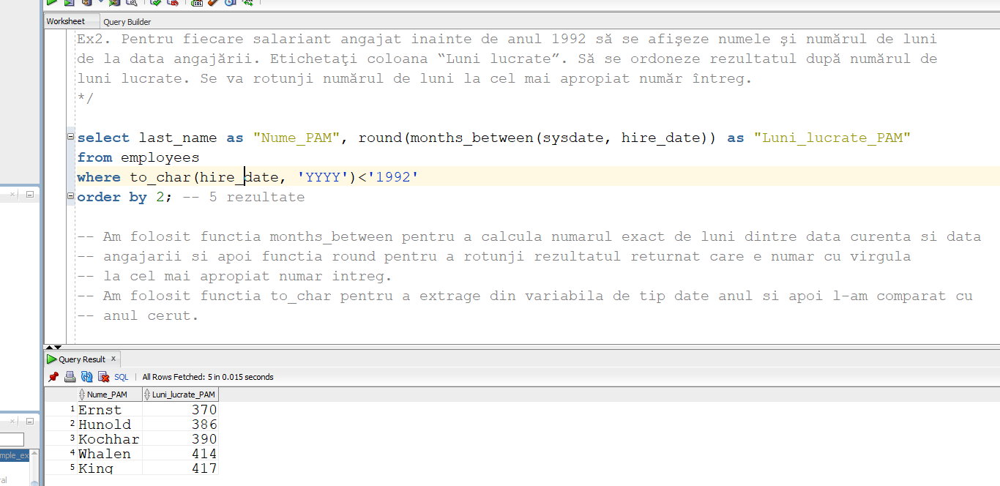 Worksheet Query Builder
Ex2. Pentru fiecare salariant angajat inainte de anul 1992 să se afişeze numele şi numărul de luni
de la data angajării. Etichetaţi coloana “Luni lucrate”. Să se ordoneze rezultatul după numărul de
luni lucrate. Se va rotunji numărul de luni la cel mai apropiat număr întreg.
*/
select last_name as "Nume_PAM", round(months_between(sysdate, hire_date)) as "Luni_lucrate_PAM"
from employees
where to_char(hire_date, 'YYYY')<'1992'
order by 2; -- 5 rezultate
-- Am folosit functia months_between pentru a calcula numarul exact de luni dintre data curenta si data
-- angajarii si apoi functia round pentru a rotunji rezultatul returnat care e numar cu virgula
-- la cel mai apropiat numar intreg.
-- Am folosit functia to_char pentru a extrage din variabila de tip date anul si apoi l-am comparat cu
-- anul cerut.
Query Result x
SQL | All Rows Fetched: 5 in 0.015 seconds
Nume_PAM Luni_lucrate_PAM
1 Ernst 370
2 Hunold 386
3 Kochhar 390
4 Whalen 414
5 King 417